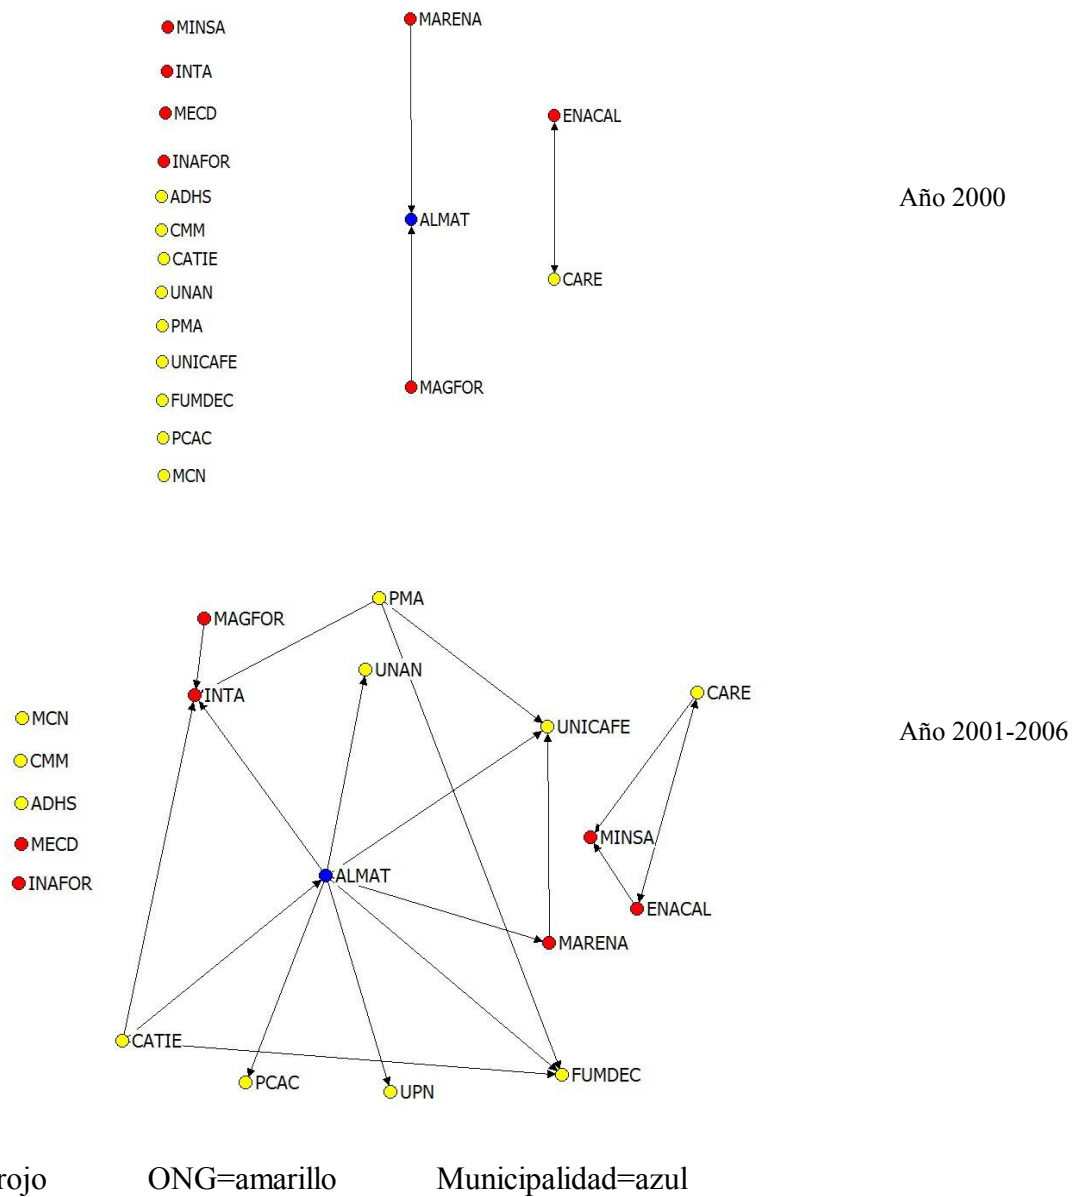 MINSA
INTA
MECD
INAFOR
ADHS
CMM
CATIE
UNAN
PMA
UNICAFE
FUMDEC
PCAC
MCN
MARENA
ALMAT
MAGFOR
ENACAL
CARE
Año 2000
PMA
MAGFOR
UNAN
INTA
CARE
UNICAFE
MCN
CMM
ADHS
MECD
INAFOR
Año 2001-2006
MINSA
ALMAT
ENACAL
MARENA
CATIE
PCAC
UPN
FUMDEC
rojo ONG=amarillo Municipalidad=azul